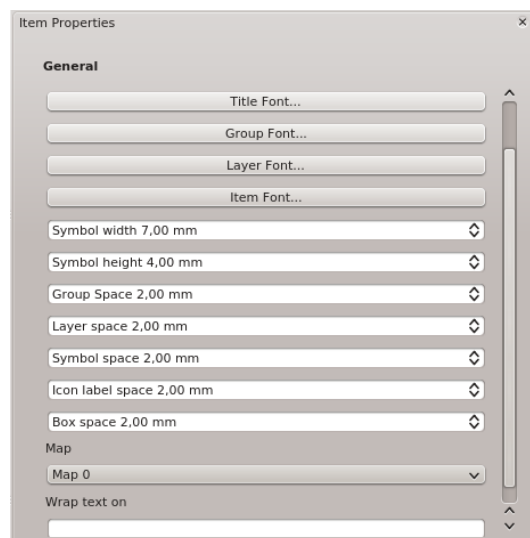 Item Properties
General
Title Font...
Group Font...
Layer Font...
Item Font...
Symbol width 7,00 mm
Symbol height 4,00 mm
Group Space 2,00 mm
Layer space 2,00 mm
Symbol space 2,00 mm
Icon label space 2,00 mm
Box space 2,00 mm
Map
Map 0
Wrap text on